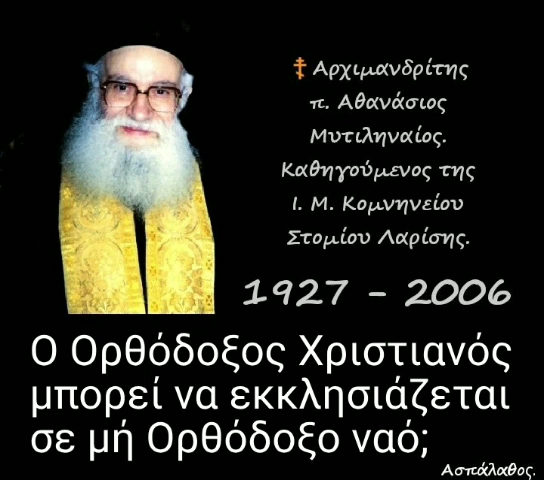 ☦ Αρχιμανδρίτης
π. Αθανάσιος
Μυτιληναίος.
Καθηγούμενος της
Ι. Μ. Κομνηνείου
Στομίου Λαρίσης.
1927 - 2006
Ο Ορθόδοξος Χριστιανός
μπορεί να εκκλησιάζεται
σε μή Ορθόδοξο ναό;
Ασπάλαθος.